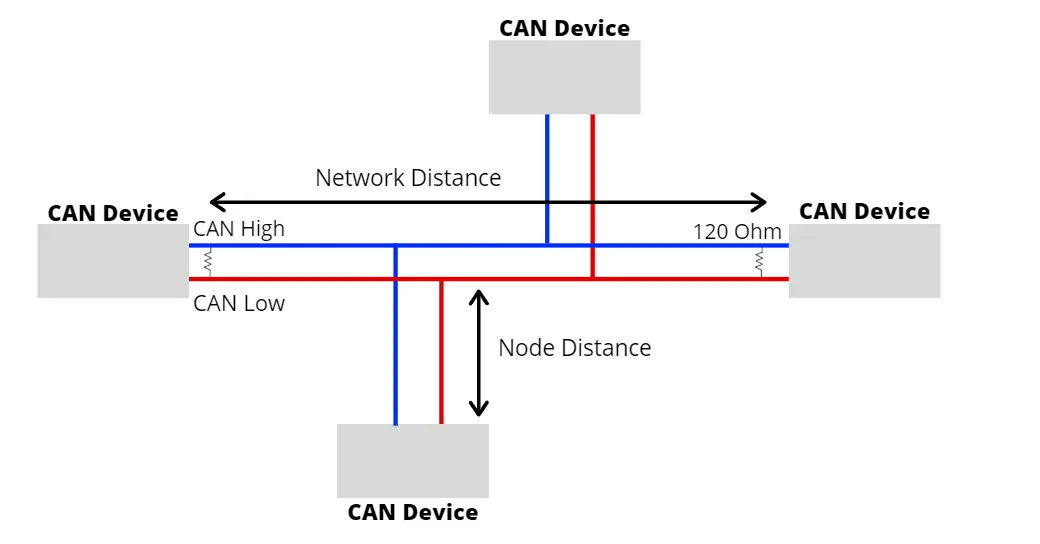 CAN Device
Network Distance
CAN Device
CAN Device
CAN High
120 Ohm
CAN Low
Node Distance
CAN Device